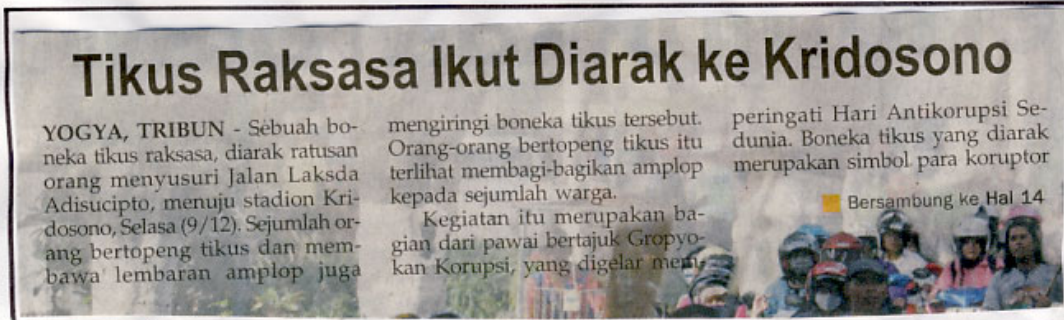 Tikus Raksasa Ikut Diarak ke Kridosono
YOGYA, TRIBUN - Sebuah bo-
neka tikus raksasa, diarak ratusan
orang menyusuri Jalan Laksda
Adisucipto, menuju stadion Kri-
dosono, Selasa (9/12). Sejumlah or-
ang bertopeng tikus dan mem-
bawa lembaran amplop juga
mengiringi boneka tikus tersebut.
Orang-orang bertopeng tikus itu
terlihat membagi-bagikan amplop
kepada sejumlah warga.
Kegiatan itu merupakan ba-
gian dari pawai bertajuk Gropyo-
kan Korupsi, yang digelar mem-
peringati Hari Antikorupsi Se-
dunia. Boneka tikus yang diarak
merupakan simbol para koruptor
Bersambung ke Hal 14